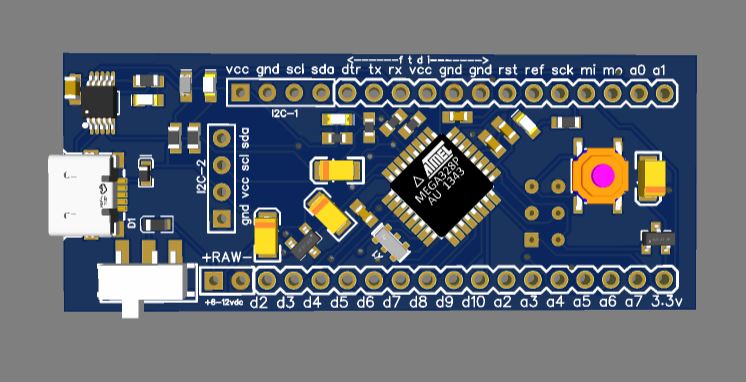 <----ftdi---->
vcc gnd scl sda dtr tx rx vcc gnd gnd rst ref sck mi mo a0 a1
I2C-1
I2C-2
gnd vcc scl sda
ATMEL
MEGA328P
AU 1343
D1
+RAW-
+6-12vdc
d2 d3 d4 d5 d6 d7 d8 d9 d10 a2 a3 a4 a5 a6 a7 3.3v